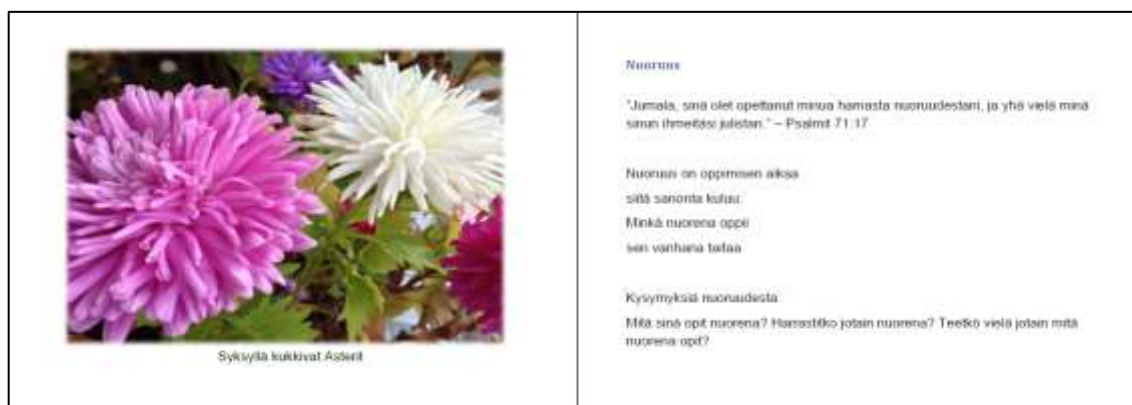 Syksyllä kukkivat Asterit
Nuoruus
"Jumala, sinä olet opettanut minua hamasta nuoruudestani, ja yhä vielä minä
sinun ihmeitäsi julistan." – Psalmit 71:17
Nuoruus on oppimisen aikaa
siitä sanonta kuluu:
Minkä nuorena oppii
sen vanhana taitaa
Kysymyksiä nuoruudesta:
Mitä sinä opit nuorena? Harrastitko jotain nuorena? Teetkö vielä jotain mitä
nuorena opit?